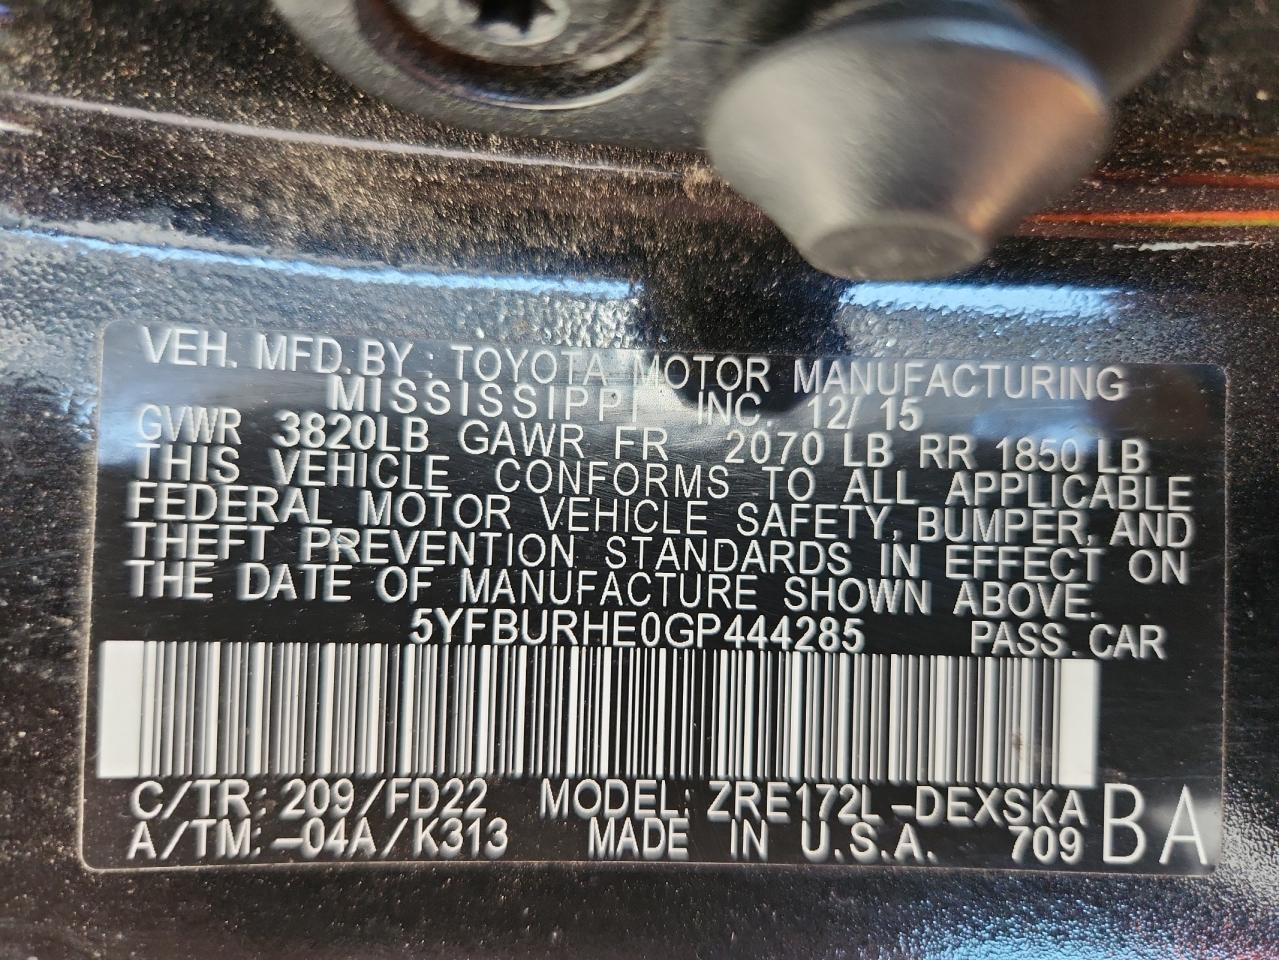 VEH. MFD. BY : TOYOTA MOTOR MANUFACTURING
MISSISSIPPI INC. 12/ 15
GVWR 3820LB GAWR FR 2070 LB RR 1850 LB
THIS VEHICLE CONFORMS TO ALL APPLICABLE
FEDERAL MOTOR VEHICLE SAFETY, BUMPER, AND
THEFT PREVENTION STANDARDS IN EFFECT ON
THE DATE OF MANUFACTURE SHOWN ABOVE.
5YFBURHE0GP444285 PASS. CAR
C/TR: 209/FD22 MODEL: ZRE172L-DEXSKA
A/TM: -04A/K313 MADE IN U.S.A. 709 BA